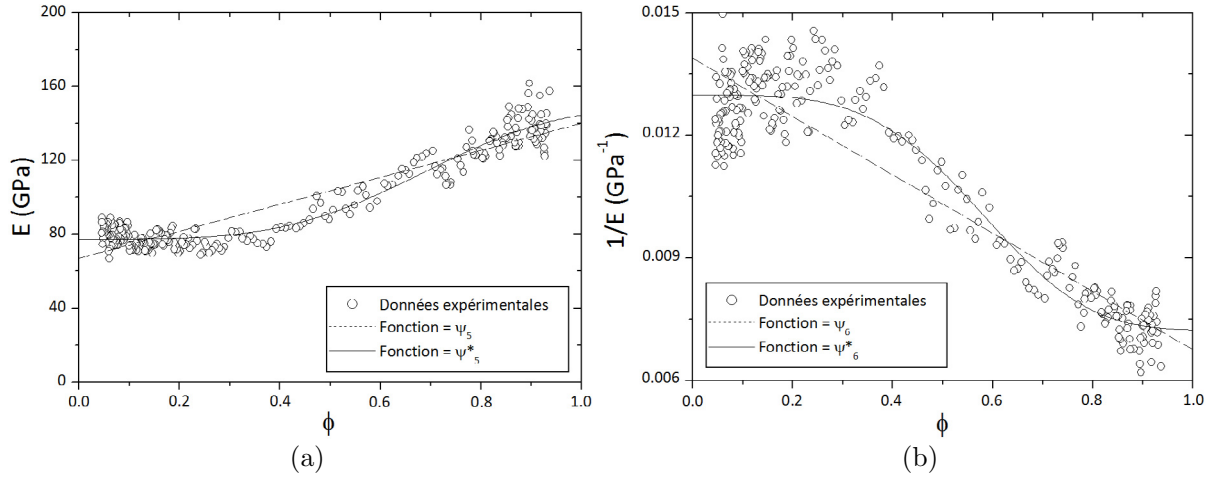 200
160
120
80
40
0
E (GPa)
0.0 0.2 0.4 0.6 0.8 1.0
ϕ
Données expérimentales
Fonction = ψ5
Fonction = ψ*5
(a)
0.015
0.012
0.009
0.006
1/E (GPa-1)
0.0 0.2 0.4 0.6 0.8 1.0
ϕ
Données expérimentales
Fonction = ψ6
Fonction = ψ*6
(b)